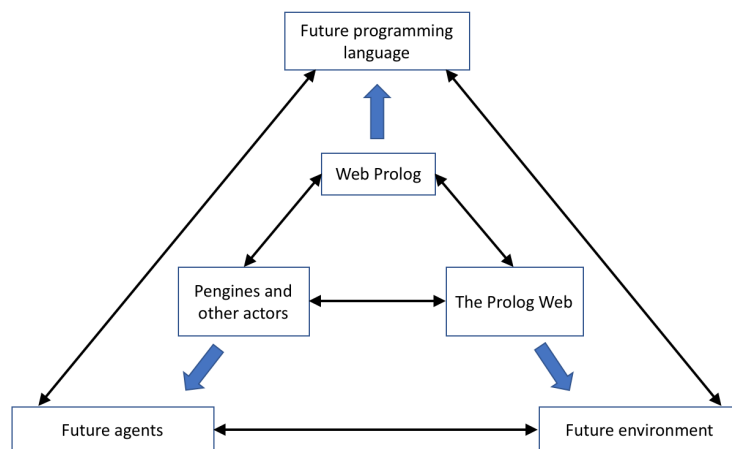 Future programming
language
Web Prolog
Pengines and
other actors
The Prolog Web
Future agents
Future environment